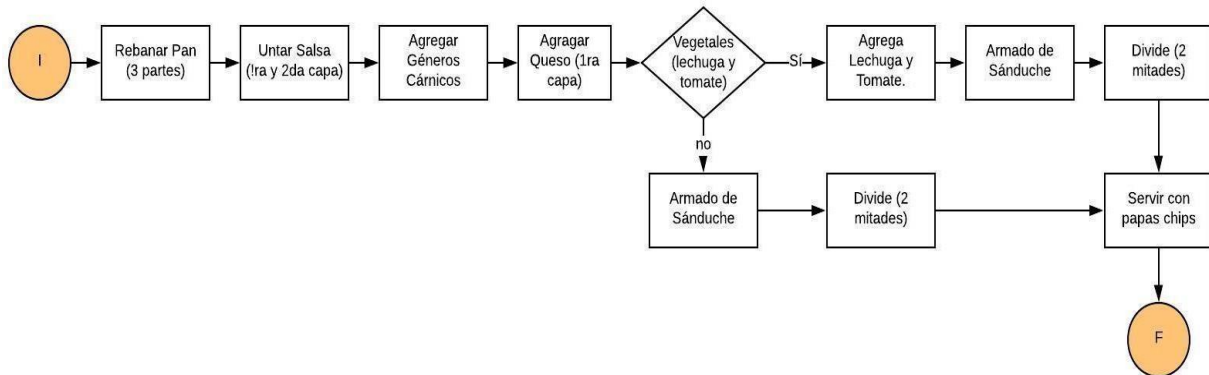 I
Rebanar Pan
(3 partes)
Untar Salsa
(!ra y 2da capa)
Agregar
Géneros
Cárnicos
Agragar
Queso (1ra
capa)
Vegetales
(lechuga y
tomate)
Sí
Agrega
Lechuga y
Tomate.
Armado de
Sánduche
Divide (2
mitades)
no
Armado de
Sánduche
Divide (2
mitades)
Servir con
papas chips
F